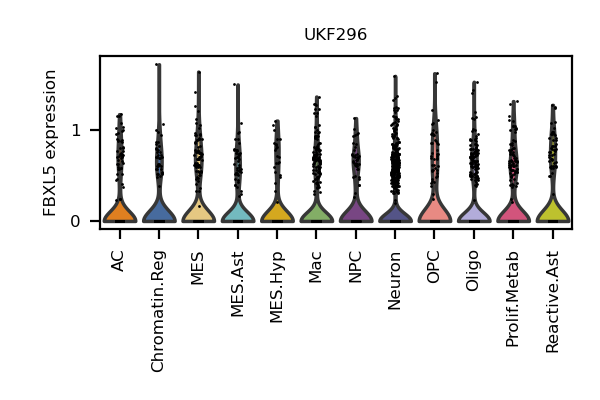 UKF296
FBXL5 expression
1
0
AC
Chromatin.Reg
MES
MES.Ast
MES.Hyp
Mac
NPC
Neuron
OPC
Oligo
Prolif.Metab
Reactive.Ast